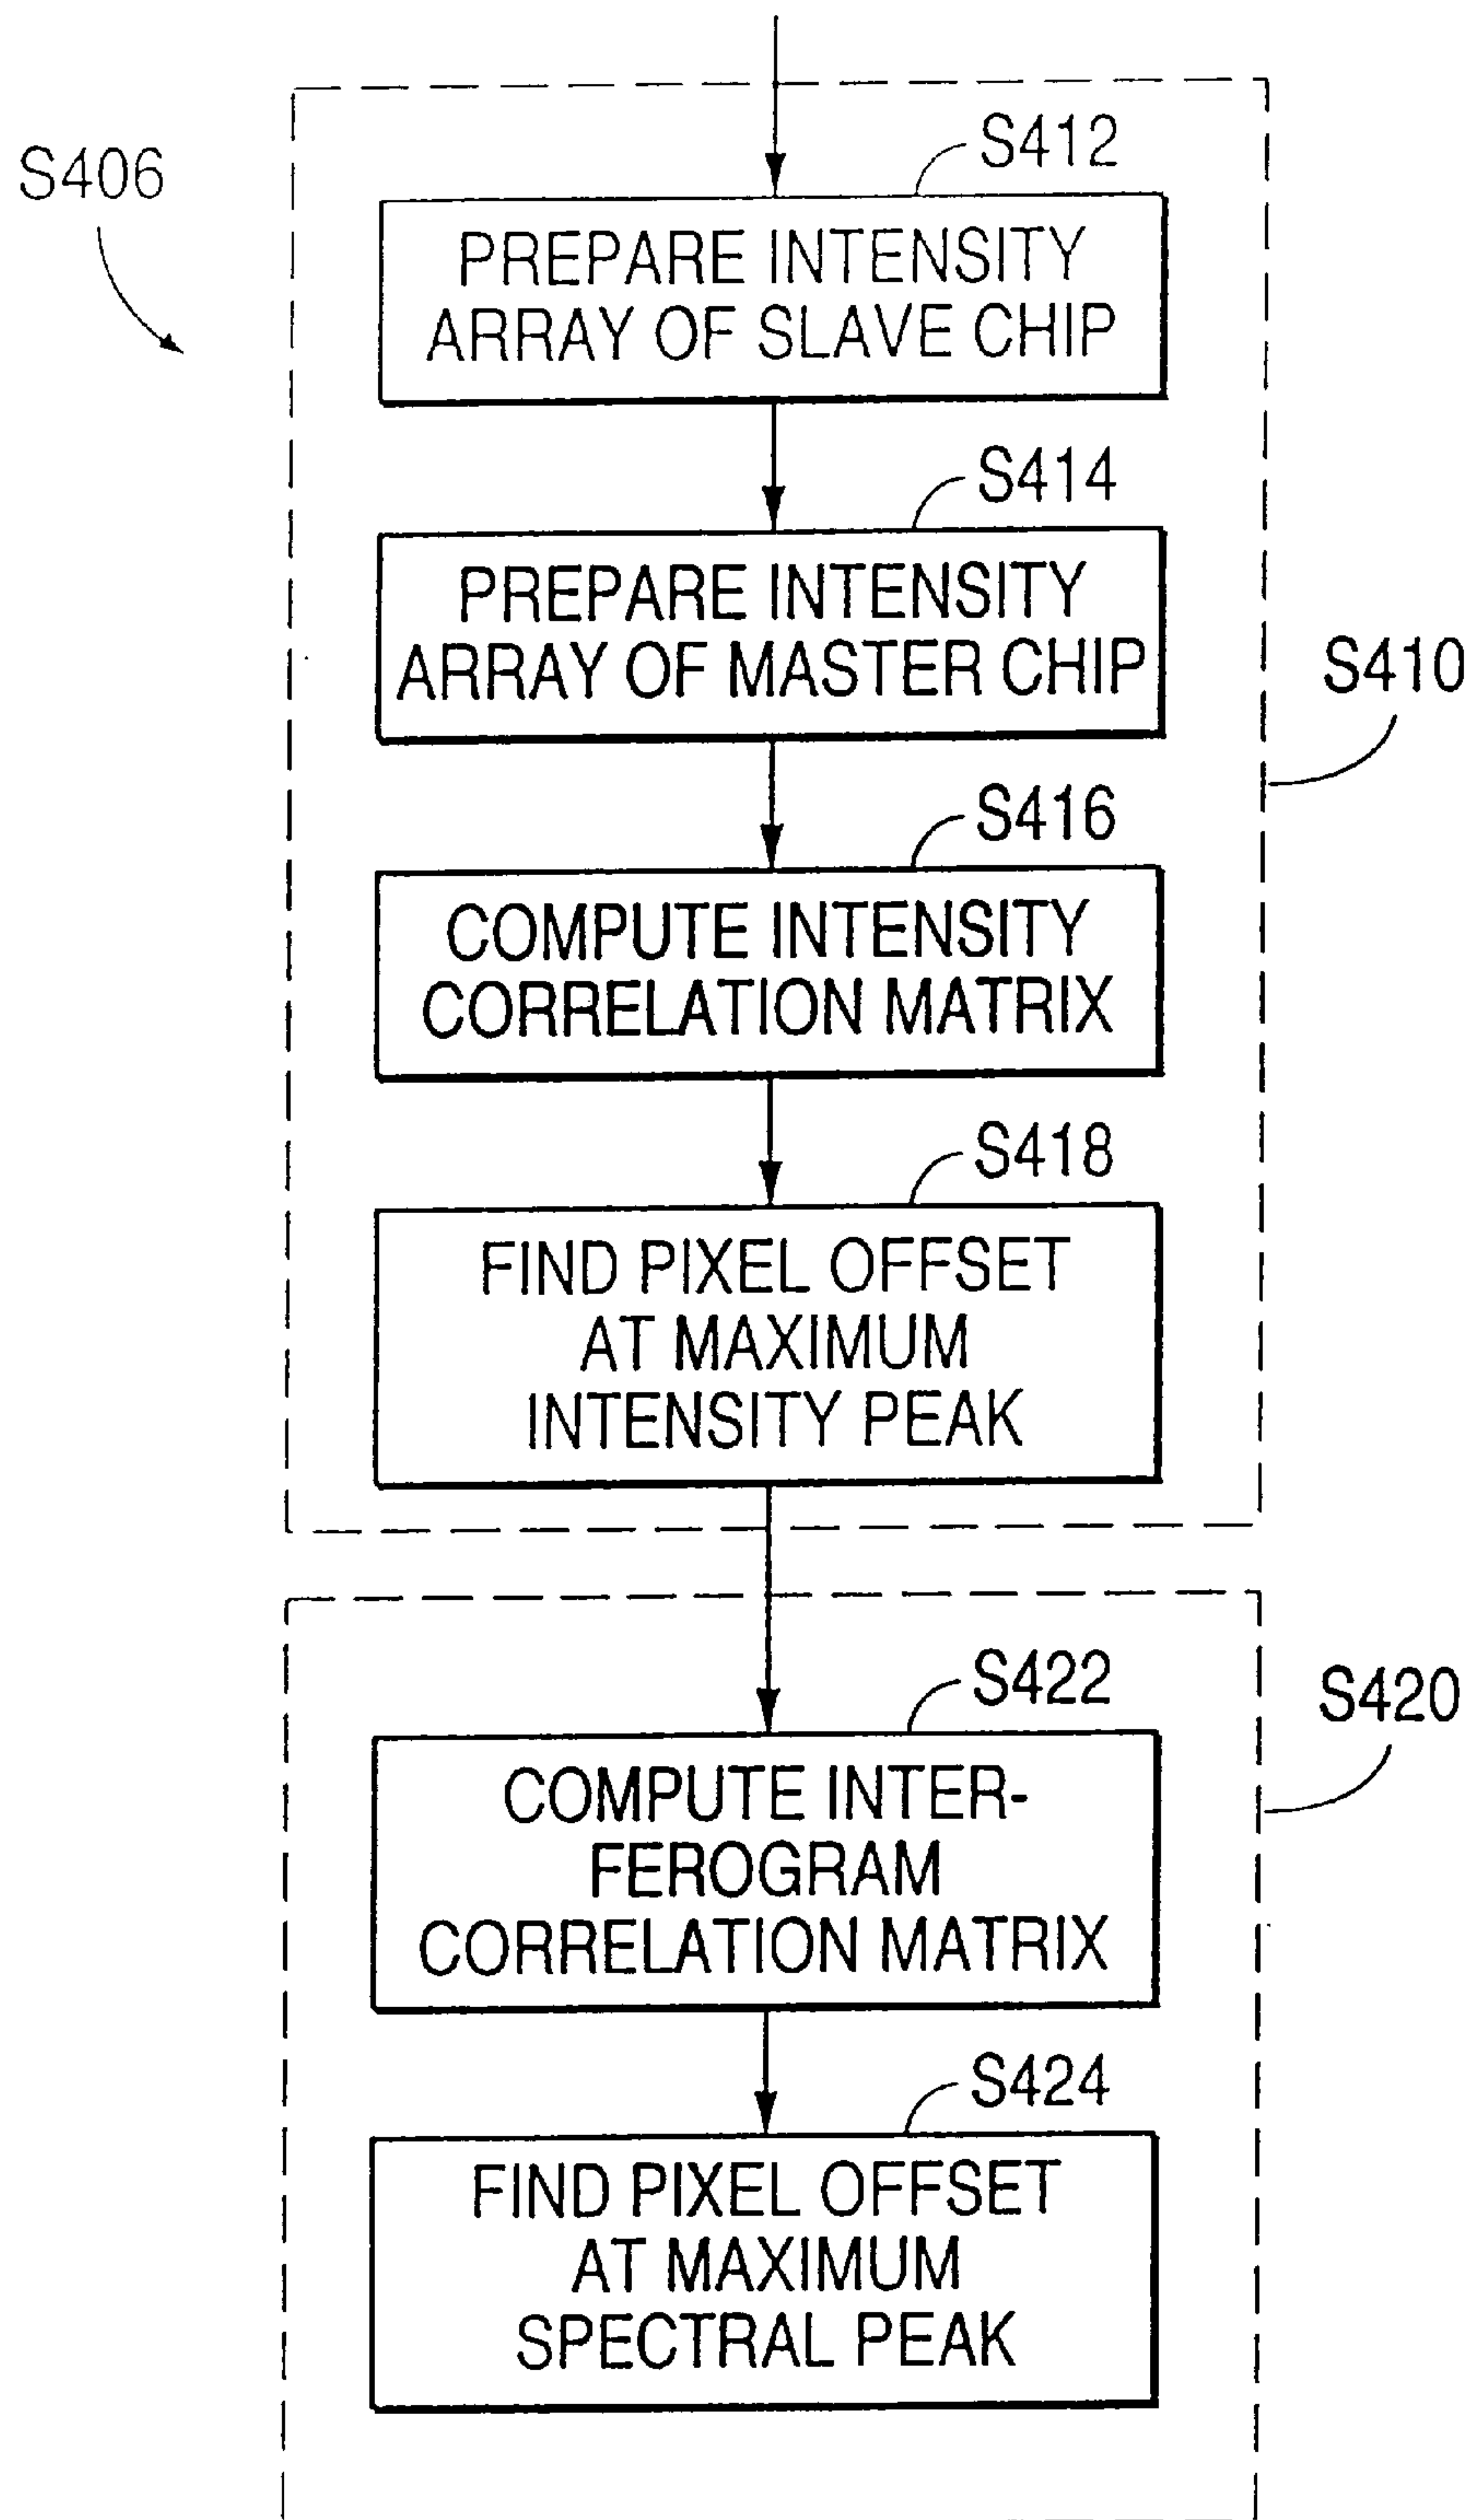 S412
S406
PREPARE INTENSITY
ARRAY OF SLAVE CHIP
S414
PREPARE INTENSITY
ARRAY OF MASTER CHIP
S410
S416
COMPUTE INTENSITY
CORRELATION MATRIX
S418
FIND PIXEL OFFSET
AT MAXIMUM
INTENSITY PEAK
S422
S420
COMPUTE INTER-
FEROGRAM
CORRELATION MATRIX
S424
FIND PIXEL OFFSET
AT MAXIMUM
SPECTRAL PEAK